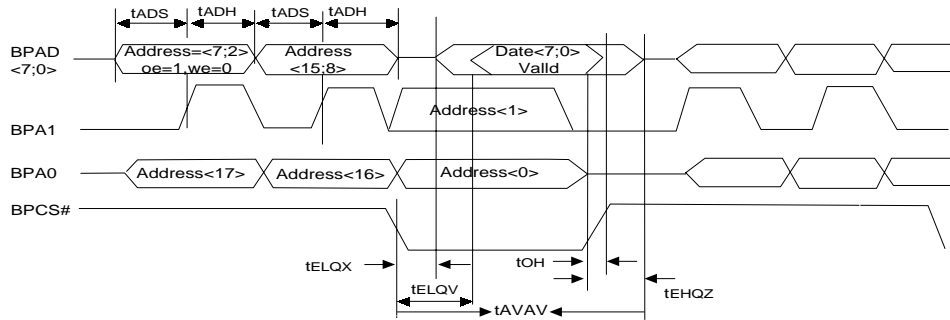 tADS tADH tADS tADH
BPAD
<7;0>
Address=<7;2>
oe=1,we=0
Address
<15;8>
Date<7;0>
Valld
BPA1
Address<1>
BPA0
Address<17>
Address<16>
Address<0>
BPCS#
tELQX
tOH
tELQV
tEHQZ
tAVAV